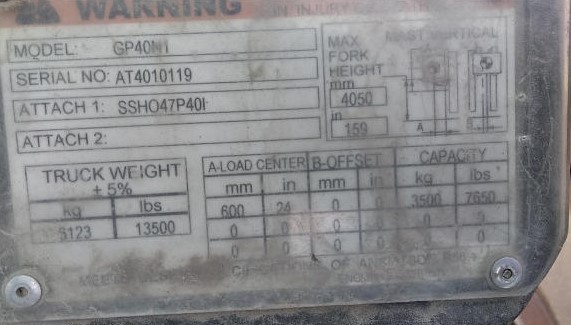 WARNING
MODEL: GP40N1
SERIAL NO: AT4010119
ATTACH 1: SSHO47P40I
ATTACH 2:
MAX FORK HEIGHT
mm
4050
in
159
MAST VERTICAL
A
TRUCK WEIGHT
± 5%
kg lbs
6123 13500
A-LOAD CENTER B-OFFSET CAPACITY
mm in mm in kg lbs
600 24 0 0 3500 7650
0 0 0 0 0 0
0 0 0 0 0 0